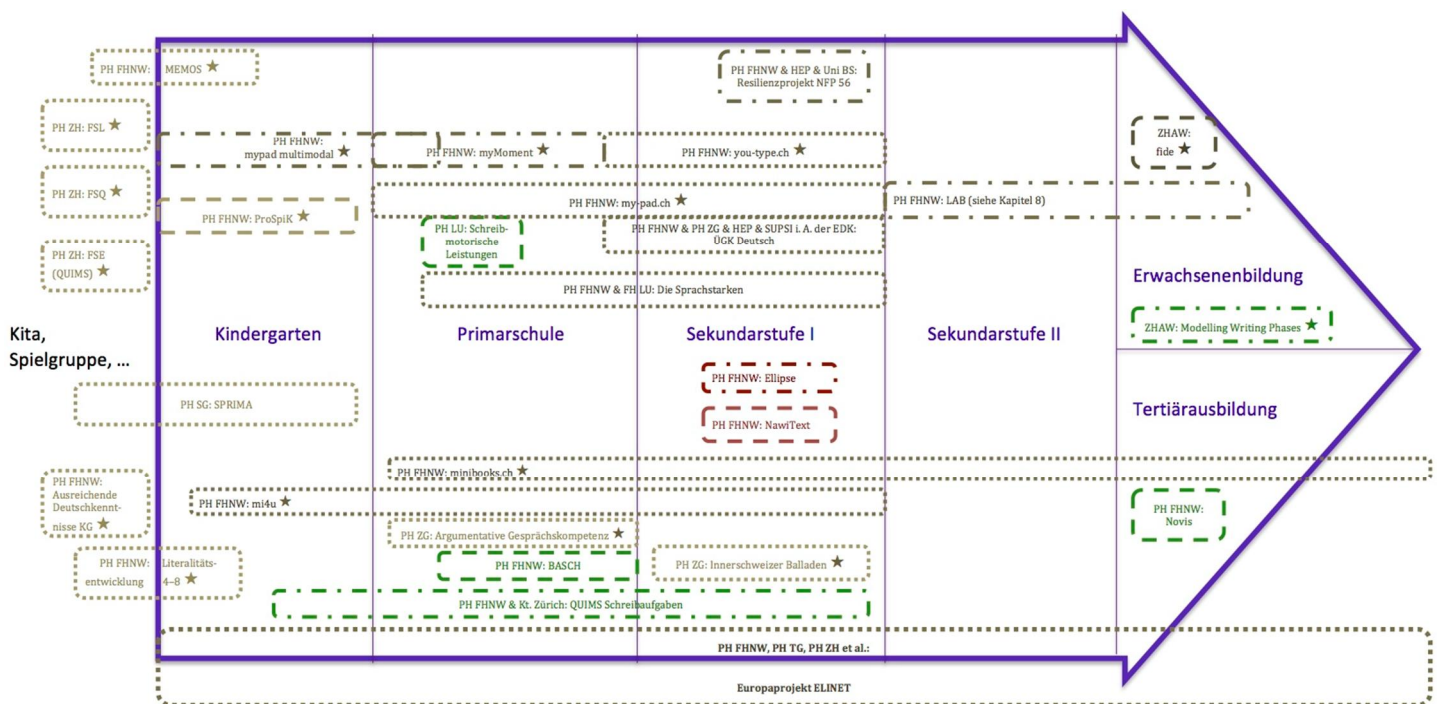 PH FHNW: MEMOS ★
PH FHNW & HEP & Uni BS:
Resilienzprojekt NFP 56
PH ZH: FSL ★
PH FHNW:
mypad multimodal ★
PH FHNW: myMoment ★
PH FHNW: you-type.ch ★
ZHAW:
fide ★
PH ZH: FSQ ★
PH FHNW: ProSpiK ★
PH FHNW: my-pad.ch ★
PH FHNW: LAB (siehe Kapitel 8)
PH LU: Schreib-
motorische
Leistungen
PH FHNW & PH ZG & HEP & SUPSI i. A. der EDK:
ÜGK Deutsch
PH ZH: FSE
(QUIMS) ★
PH FHNW & FH LU: Die Sprachstarken
Erwachsenenbildung
Kita,
Spielgruppe, ...
Kindergarten
Primarschule
Sekundarstufe I
Sekundarstufe II
ZHAW: Modelling Writing Phases ★
PH FHNW: Ellipse
PH SG: SPRIMA
PH FHNW: NawiText
Tertiärausbildung
PH FHNW: minibooks.ch ★
PH FHNW:
Ausreichende
Deutschkennt-
nisse KG ★
PH FHNW: mi4u ★
PH FHNW:
Novis
PH ZG: Argumentative Gesprächskompetenz ★
PH FHNW: Literalitäts-
entwicklung 4–8 ★
PH FHNW: BASCH
PH ZG: Innerschweizer Balladen ★
PH FHNW & Kt. Zürich: QUIMS Schreibaufgaben
PH FHNW, PH TG, PH ZH et al.:
Europaprojekt ELINET